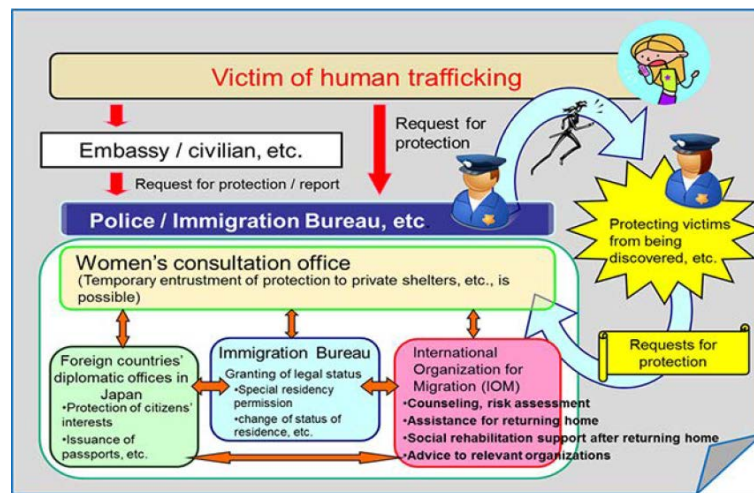 Victim of human trafficking
Request for
protection
Embassy / civilian, etc.
Request for protection / report
Police / Immigration Bureau, etc.
Protecting victims
from being
discovered, etc.
Women's consultation office
(Temporary entrustment of protection to private shelters, etc., is
possible)
Requests for
protection
Foreign countries'
diplomatic offices in
Japan
•Protection of citizens'
interests
•Issuance of
passports, etc.
Immigration Bureau
Granting of legal status
•Special residency
permission
•change of status of
residence, etc.
International
Organization for
Migration (IOM)
•Counseling, risk assessment
•Assistance for returning home
•Social rehabilitation support after returning home
•Advice to relevant organizations